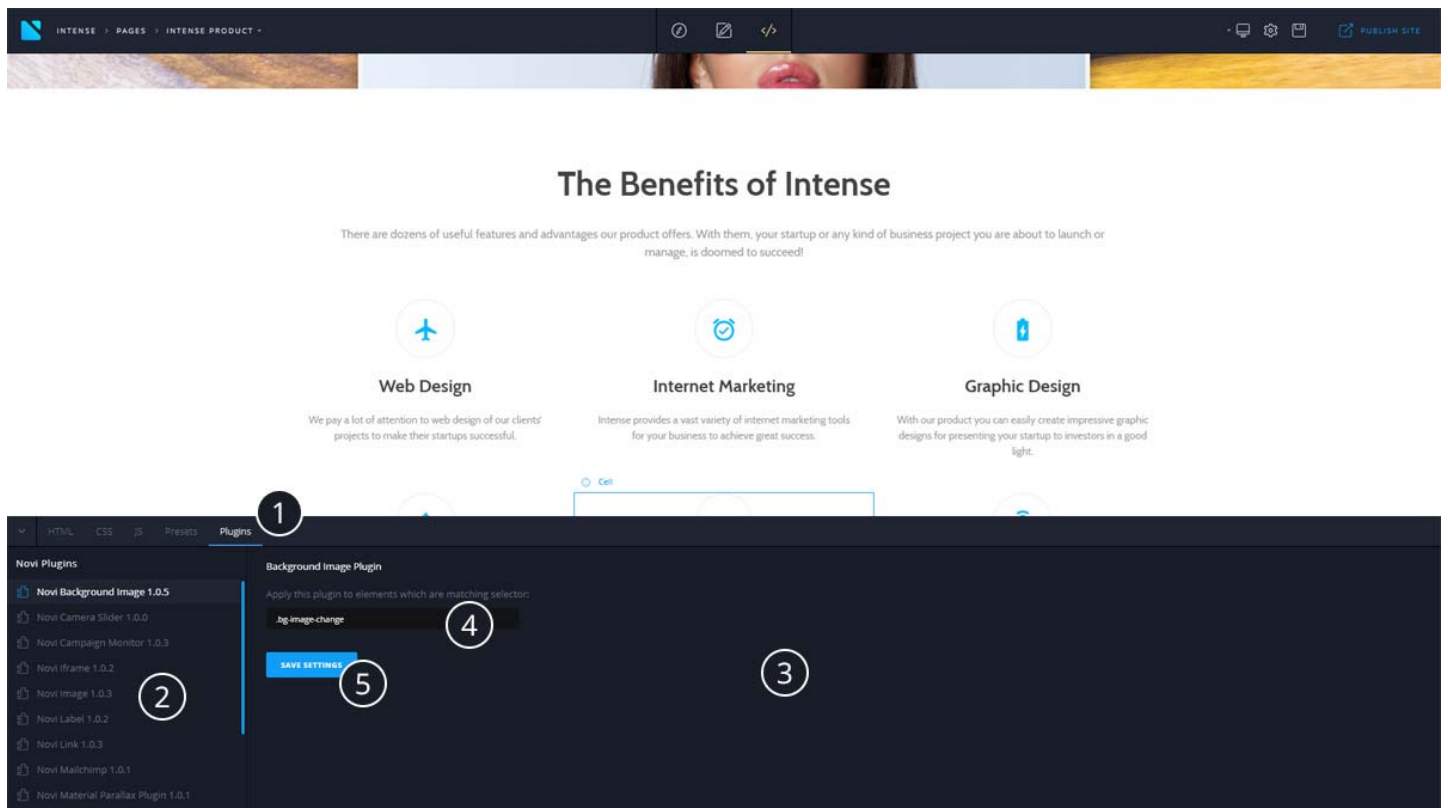 INTENSE > PAGES > INTENSE PRODUCT
</>
PUBLISH SITE
The Benefits of Intense
There are dozens of useful features and advantages our product offers. With them, your startup or any kind of business project you are about to launch or
manage, is doomed to succeed!
Web Design
We pay a lot of attention to web design of our clients'
projects to make their startups successful.
Internet Marketing
Intense provides a vast variety of internet marketing tools
for your business to achieve great success.
Graphic Design
With our product you can easily create impressive graphic
designs for presenting your startup to investors in a good
light.
Cell
1
HTML CSS JS Presets Plugins
Novi Plugins
Novi Background Image 1.0.5
Novi Camera Slider 1.0.0
Novi Campaign Monitor 1.0.3
Novi Iframe 1.0.2
Novi Image 1.0.3
Novi Label 1.0.2
Novi Link 1.0.3
Novi Mailchimp 1.0.1
Novi Material Parallax Plugin 1.0.1
2
Background Image Plugin
Apply this plugin to elements which are matching selector:
.bg-image-change
4
SAVE SETTINGS
5
3